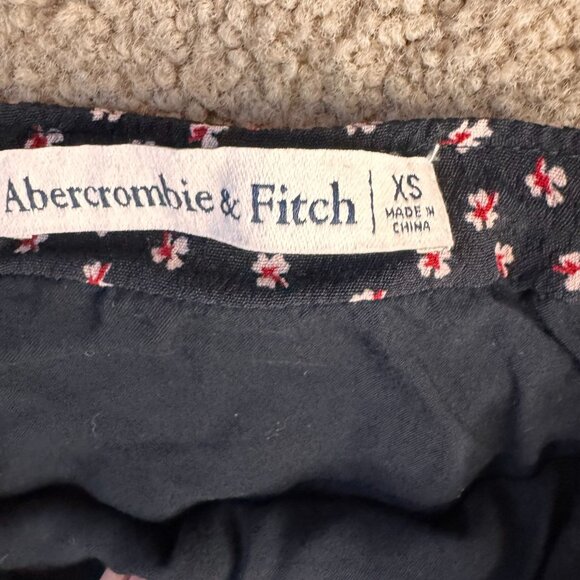 Abercrombie & Fitch
XS
MADE IN
CHINA